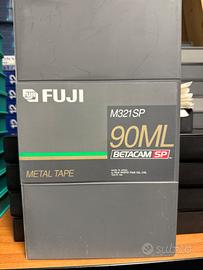 FUJI
M321SP
90ML
BETACAM SP
METAL TAPE
subito